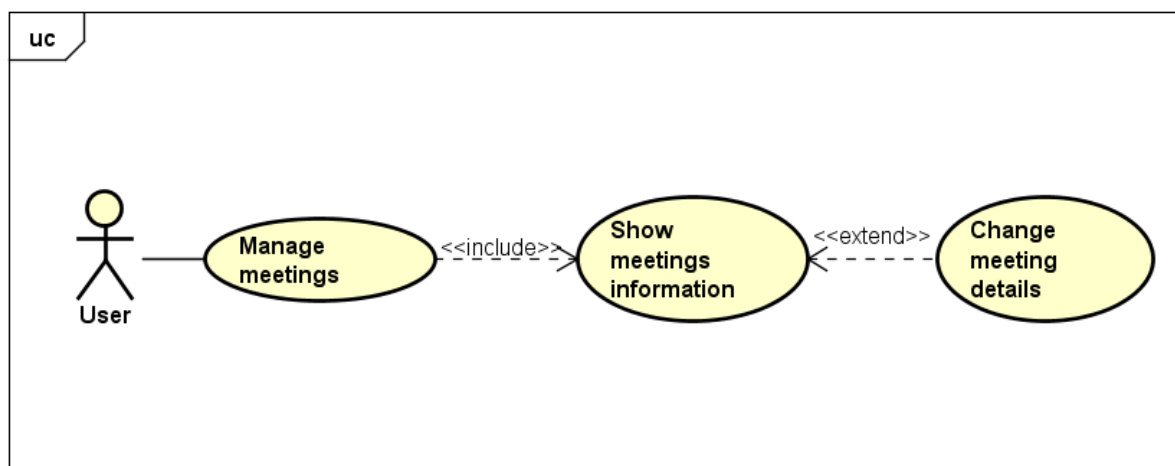 uc
User
Manage
meetings
<<include>>
Show
meetings
information
<<extend>>
Change
meeting
details